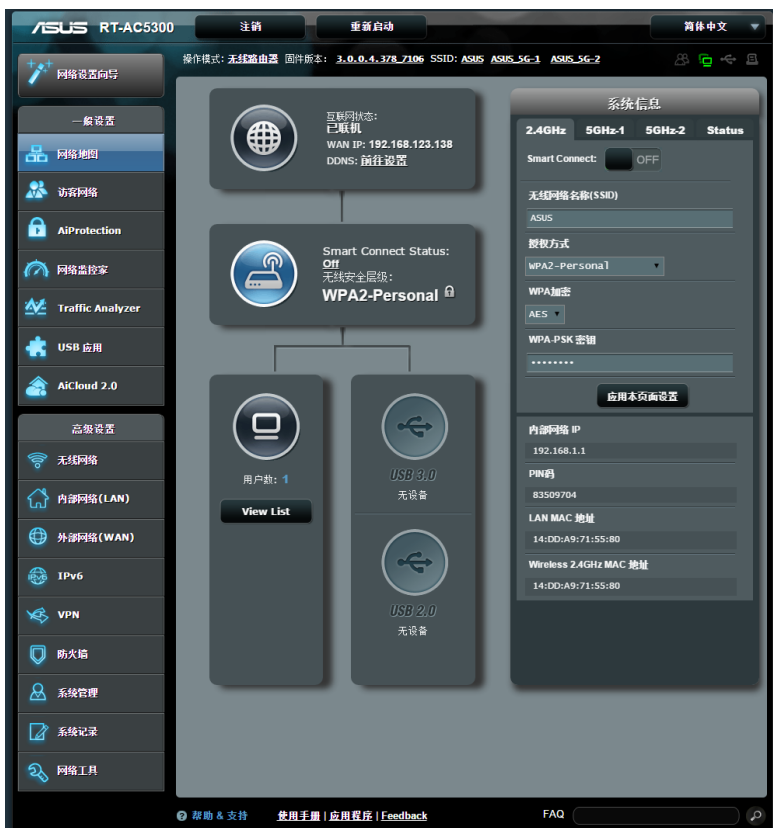 ASUS RT-AC5300 注销 重新启动 简体中文
操作模式: 无线路由器 固件版本: 3.0.0.4.378_7106 SSID: ASUS ASUS_5G-1 ASUS_5G-2
网络设置向导
一般设置
网络地图
访客网络
AiProtection
网络监控家
Traffic Analyzer
USB 应用
AiCloud 2.0
高级设置
无线网络
内部网络(LAN)
外部网络(WAN)
IPv6
VPN
防火墙
系统管理
系统记录
网络工具
互联网状态:
已联机
WAN IP: 192.168.123.138
DDNS: 前往设置
Smart Connect Status:
Off
无线安全层级:
WPA2-Personal
用户数: 1
View List
USB 3.0
无设备
USB 2.0
无设备
系统信息
2.4GHz 5GHz-1 5GHz-2 Status
Smart Connect: OFF
无线网络名称(SSID)
ASUS
授权方式
WPA2-Personal
WPA加密
AES
WPA-PSK 密钥
········
应用本页面设置
内部网络 IP
192.168.1.1
PIN码
83509704
LAN MAC 地址
14:DD:A9:71:55:80
Wireless 2.4GHz MAC 地址
14:DD:A9:71:55:80
帮助 & 支持 使用手册 | 应用程序 | Feedback FAQ